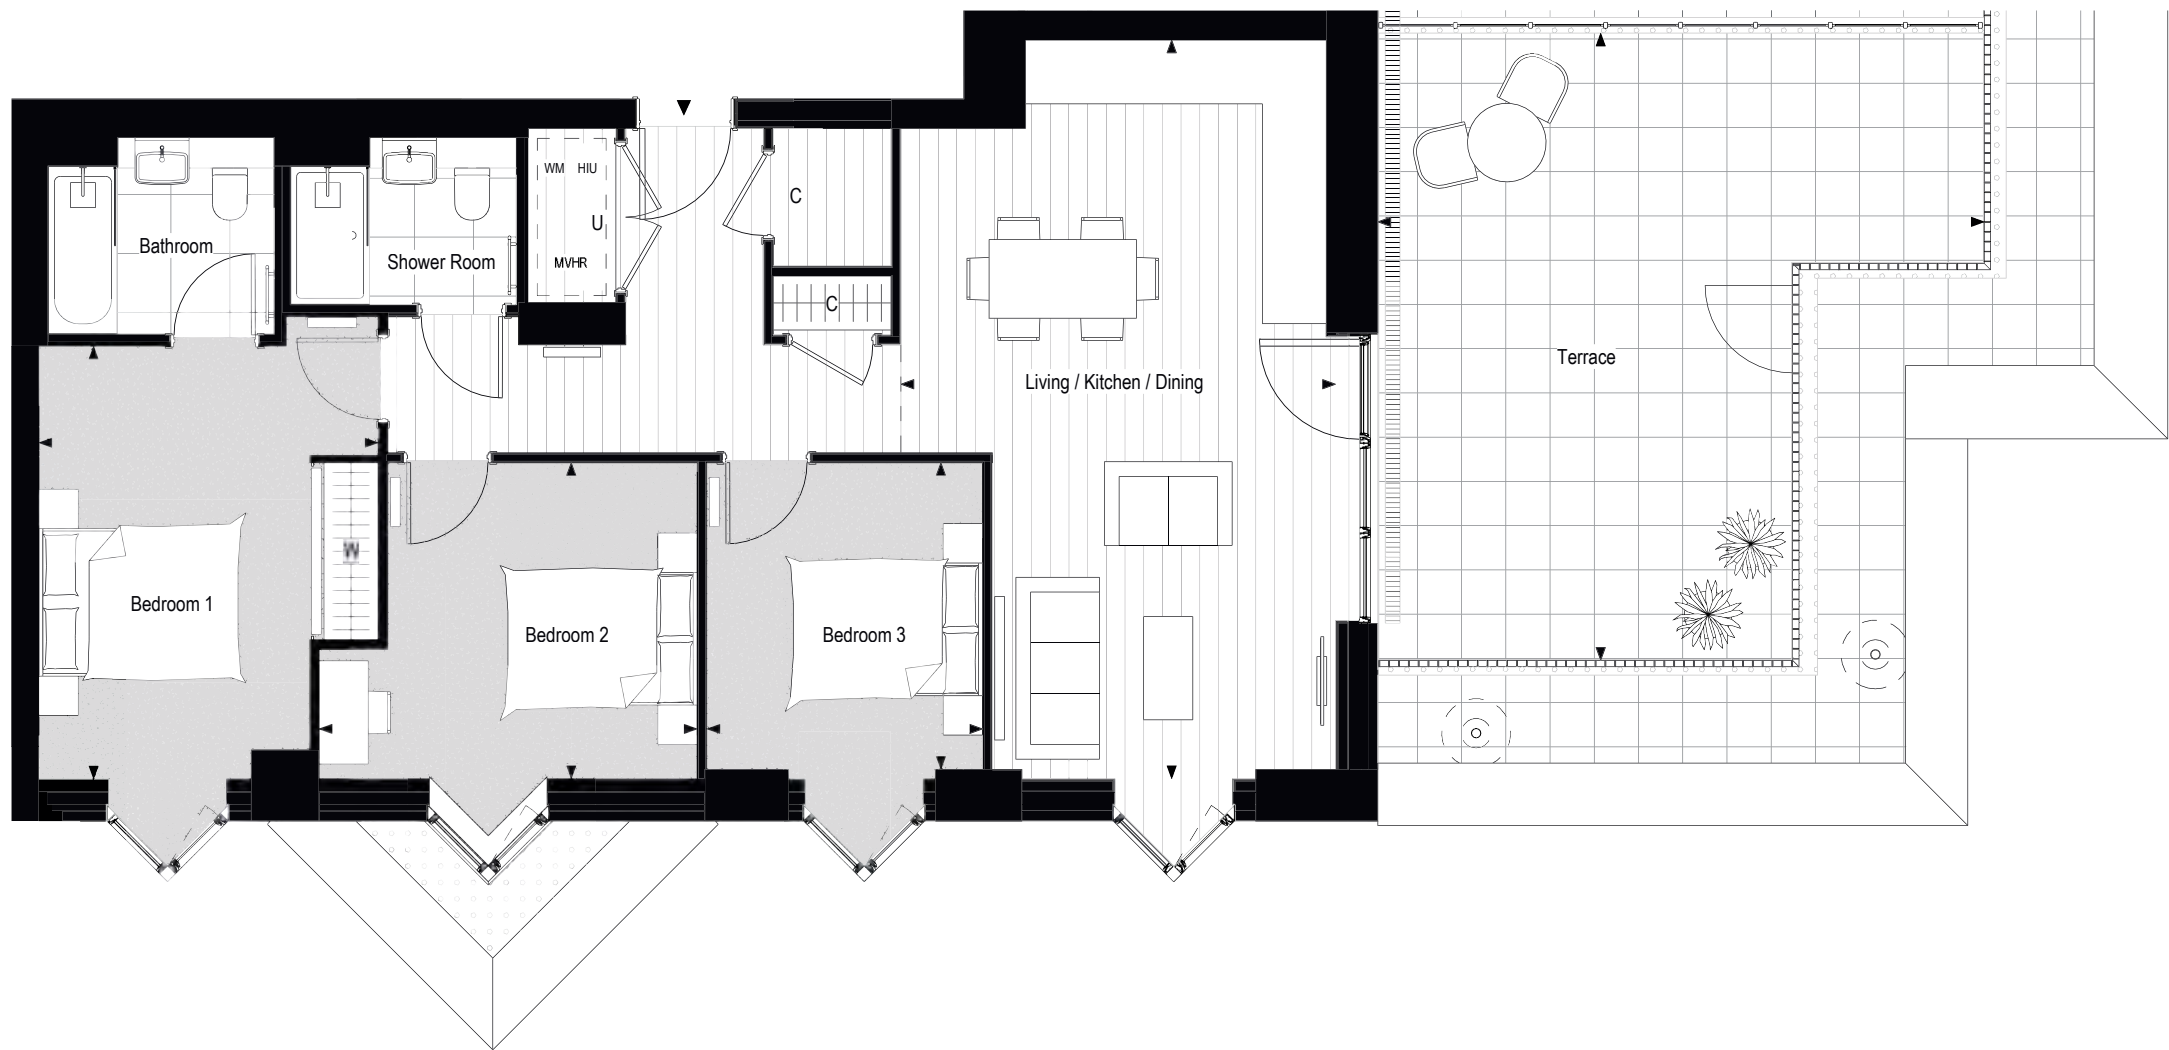 WM HIU
C
U
Bathroom
Shower Room
MVHR
C
Living / Kitchen / Dining
Terrace
W
Bedroom 1
Bedroom 2
Bedroom 3